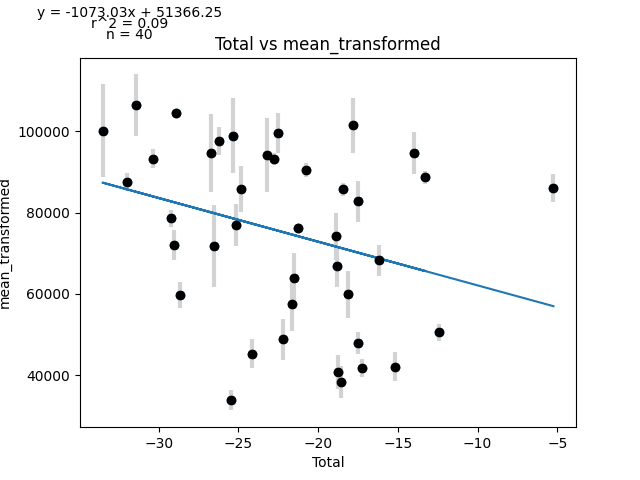 y = -1073.03x + 51366.25
r^2 = 0.09
n = 40
Total vs mean_transformed
mean_transformed
100000
80000
60000
40000
−30
−25
−20
−15
−10
−5
Total